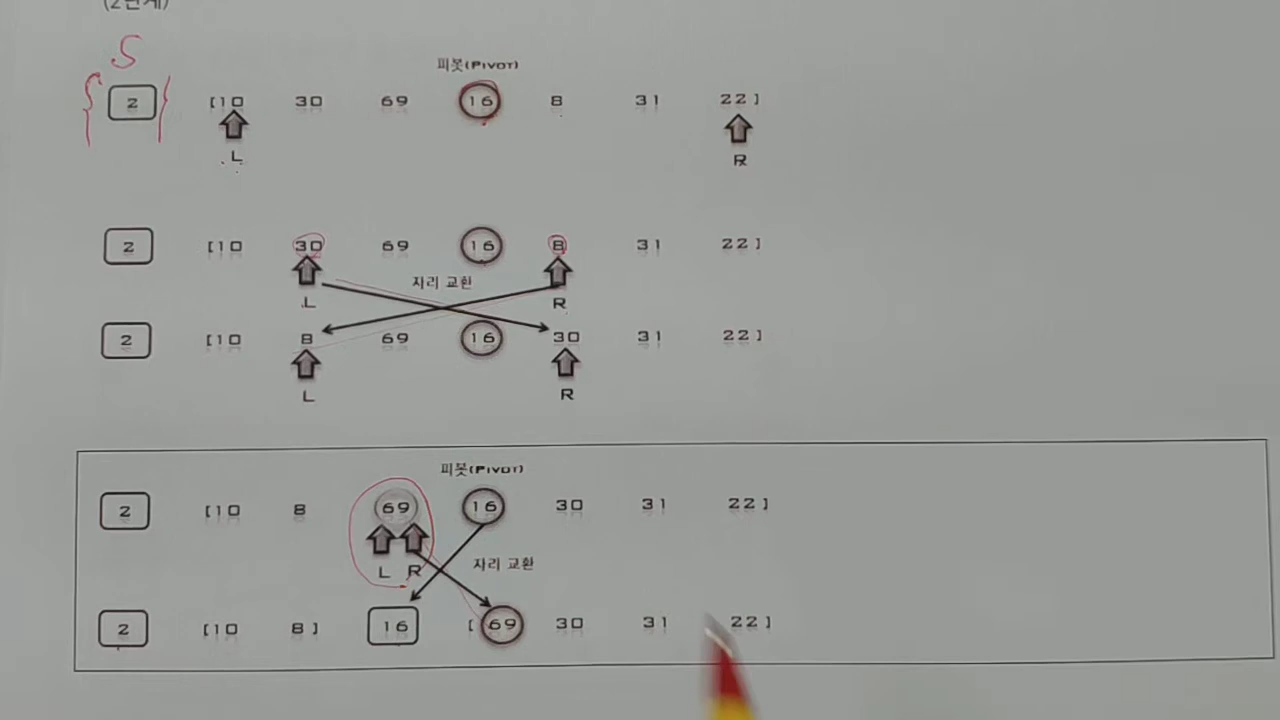 (2단계)
S
피봇(PIVOT)
2 [10 30 69 16 8 31 22]
L R
2 [10 30 69 16 8 31 22]
자리 교환
L R
2 [10 8 69 16 30 31 22]
L R
피봇(PIVOT)
2 [10 8 69 16 30 31 22]
L R 자리 교환
2 [10 8] 16 [69 30 31 22]